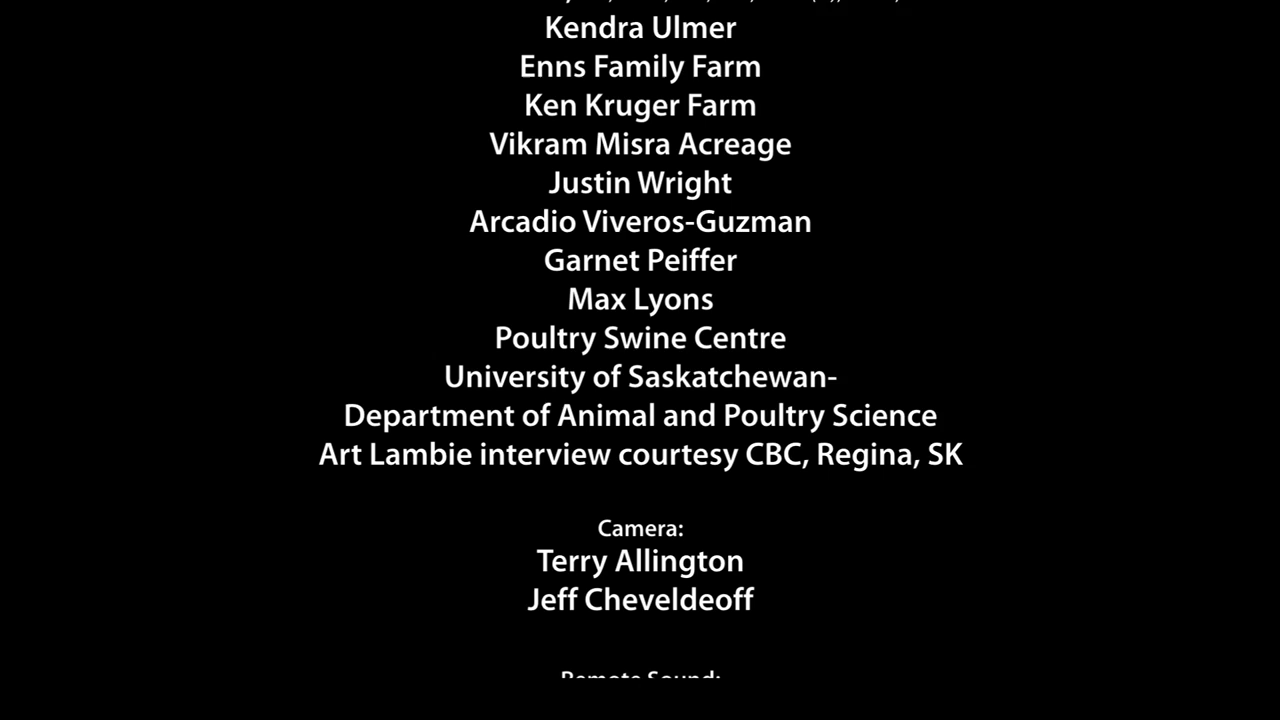 Kendra Ulmer
Enns Family Farm
Ken Kruger Farm
Vikram Misra Acreage
Justin Wright
Arcadio Viveros-Guzman
Garnet Peiffer
Max Lyons
Poultry Swine Centre
University of Saskatchewan-
Department of Animal and Poultry Science
Art Lambie interview courtesy CBC, Regina, SK
Camera:
Terry Allington
Jeff Cheveldeoff
Remote Sound: